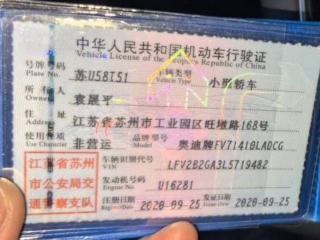 中华人民共和国机动车行驶证
Vehicle License of the People's Republic of China
号牌号码 苏U58T51 车辆类型 小型轿车
Plate No. Vehicle Type
所有人 袁晟平
Owner
住址 江苏省苏州市工业园区旺墩路168号
Address
使用性质 非营运 品牌型号 奥迪牌FV71410LADCG
Use Character Model
江苏省苏州 车辆识别代号 LFV2B2GA3L5719482
VIN
市公安局交 发动机号码 U16281
Engine No.
通警察支队 注册日期 2020-09-25 发证日期 2020-09-25
Register Date Issue Date